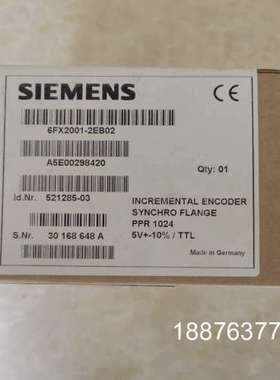 SIEMENS
CE
6FX2001-2EB02
A5E00298420
Qty: 01
Id.Nr. 521285-03
INCREMENTAL ENCODER
SYNCHRO FLANGE
PPR 1024
5V+-10% / TTL
S.Nr. 30 168 648 A
Made in Germany
18876377